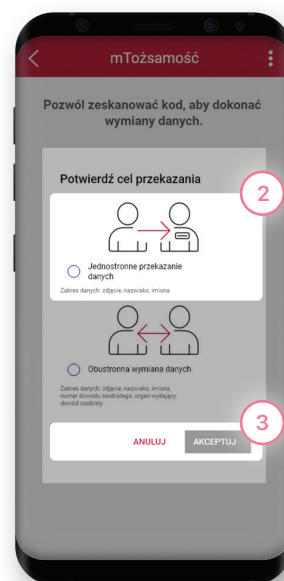 mTożsamość
Pozwól zeskanować kod, aby dokonać
wymiany danych.
Potwierdź cel przekazania
2
Jednostronne przekazanie
danych
Zakres danych: zdjęcie, nazwisko, imiona
Obustronna wymiana danych
Zakres danych: zdjęcie, nazwisko, imiona,
numer dowodu osobistego, organ wydający
dowód osobisty
3
ANULUJ AKCEPTUJ